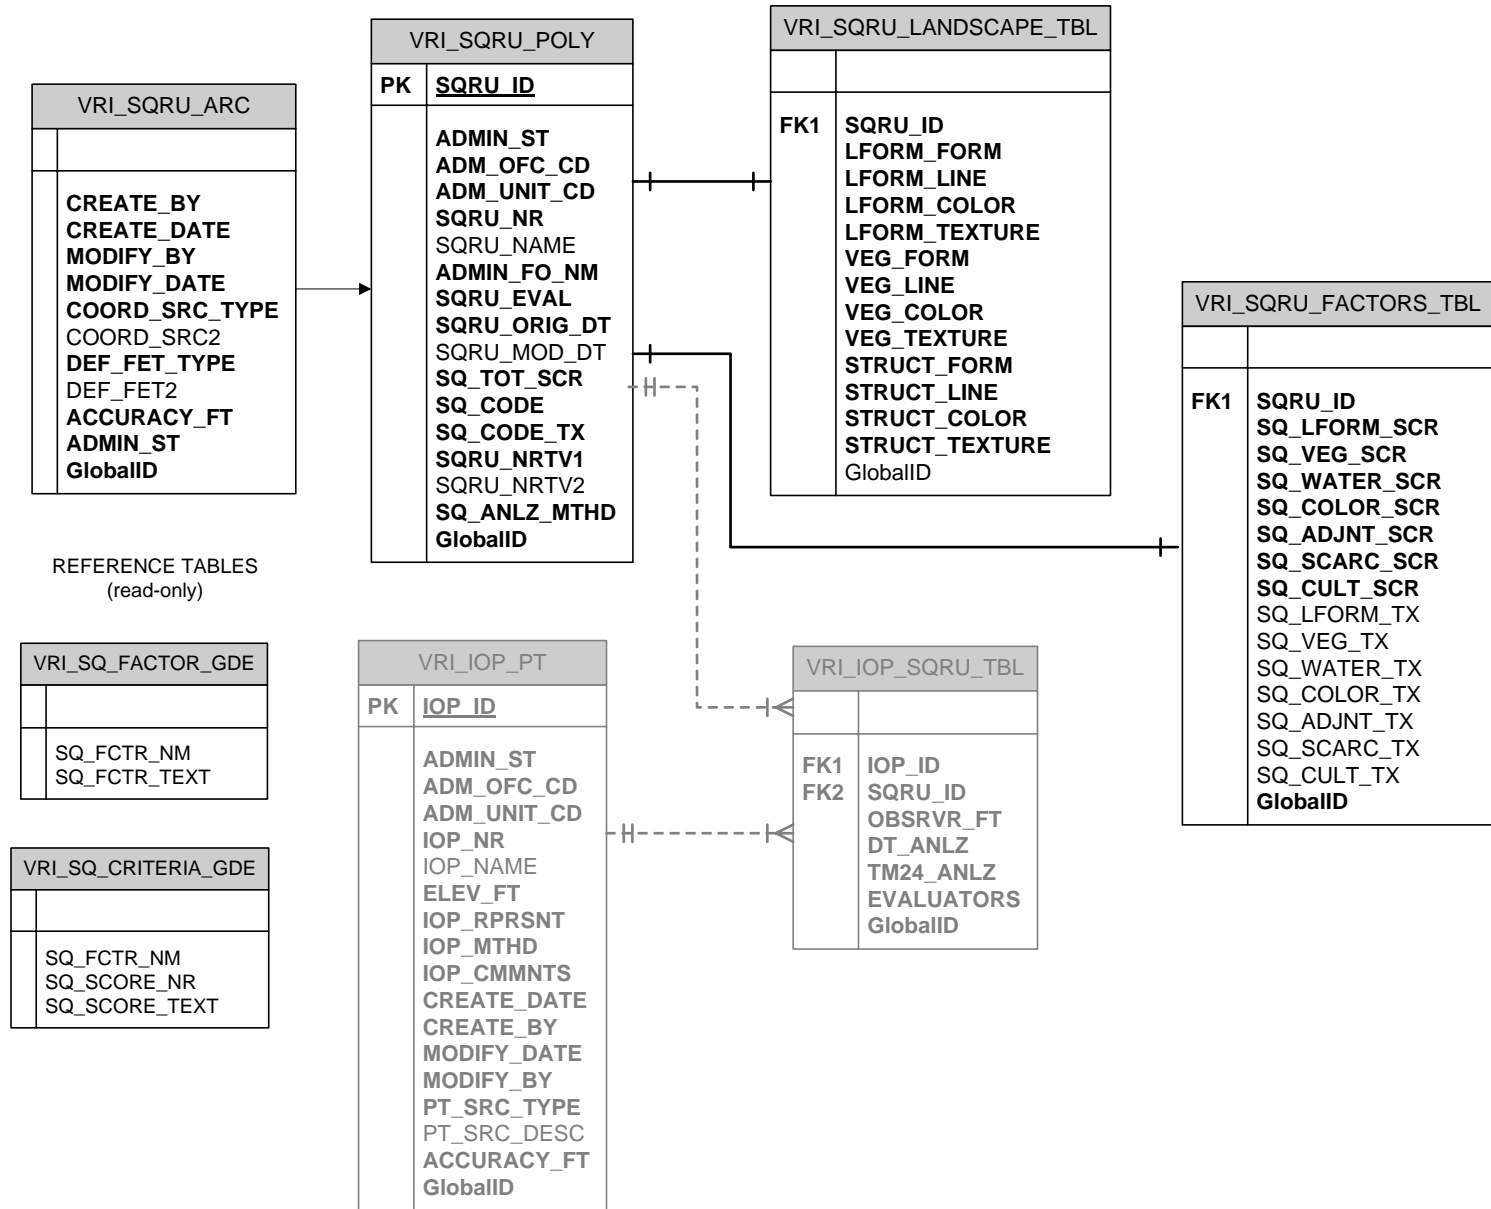 VRI_SQRU_ARC
CREATE_BY
CREATE_DATE
MODIFY_BY
MODIFY_DATE
COORD_SRC_TYPE
COORD_SRC2
DEF_FET_TYPE
DEF_FET2
ACCURACY_FT
ADMIN_ST
GlobalID
VRI_SQRU_POLY
PK SQRU_ID
ADMIN_ST
ADM_OFC_CD
ADM_UNIT_CD
SQRU_NR
SQRU_NAME
ADMIN_FO_NM
SQRU_EVAL
SQRU_ORIG_DT
SQRU_MOD_DT
SQ_TOT_SCR
SQ_CODE
SQ_CODE_TX
SQRU_NRTV1
SQRU_NRTV2
SQ_ANLZ_MTHD
GlobalID
VRI_SQRU_LANDSCAPE_TBL
FK1 SQRU_ID
LFORM_FORM
LFORM_LINE
LFORM_COLOR
LFORM_TEXTURE
VEG_FORM
VEG_LINE
VEG_COLOR
VEG_TEXTURE
STRUCT_FORM
STRUCT_LINE
STRUCT_COLOR
STRUCT_TEXTURE
GlobalID
VRI_SQRU_FACTORS_TBL
FK1 SQRU_ID
SQ_LFORM_SCR
SQ_VEG_SCR
SQ_WATER_SCR
SQ_COLOR_SCR
SQ_ADJNT_SCR
SQ_SCARC_SCR
SQ_CULT_SCR
SQ_LFORM_TX
SQ_VEG_TX
SQ_WATER_TX
SQ_COLOR_TX
SQ_ADJNT_TX
SQ_SCARC_TX
SQ_CULT_TX
GlobalID
REFERENCE TABLES
(read-only)
VRI_SQ_FACTOR_GDE
SQ_FCTR_NM
SQ_FCTR_TEXT
VRI_SQ_CRITERIA_GDE
SQ_FCTR_NM
SQ_SCORE_NR
SQ_SCORE_TEXT
VRI_IOP_PT
PK IOP_ID
ADMIN_ST
ADM_OFC_CD
ADM_UNIT_CD
IOP_NR
IOP_NAME
ELEV_FT
IOP_RPRSNT
IOP_MTHD
IOP_CMMNTS
CREATE_DATE
CREATE_BY
MODIFY_DATE
MODIFY_BY
PT_SRC_TYPE
PT_SRC_DESC
ACCURACY_FT
GlobalID
VRI_IOP_SQRU_TBL
FK1 IOP_ID
FK2 SQRU_ID
OBSRVR_FT
DT_ANLZ
TM24_ANLZ
EVALUATORS
GlobalID